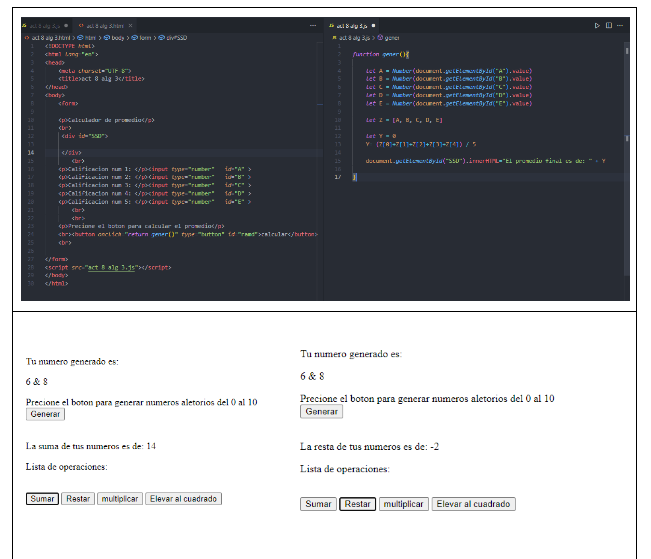 act 8 alg 3.js
act 8 alg 3.html
act 8 alg 3.html > html > body > form > div#SSD
1 <!DOCTYPE html>
2 <html lang="en">
3 <head>
4 <meta charset="UTF-8">
5 <title>act 8 alg 3</title>
6 </head>
7 <body>
8 <form>
9
10 <p>Calculador de promedio</p>
11 <br>
12 <div id="SSD">
13
14 </div>
15 <br>
16 <p>Calificacion num 1: </p><input type="number" id="A" >
17 <p>Calificacion num 2: </p><input type="number" id="B" >
18 <p>Calificacion num 3: </p><input type="number" id="C" >
19 <p>Calificacion num 4: </p><input type="number" id="D" >
20 <p>Calificacion num 5: </p><input type="number" id="E" >
21 <br>
22 <br>
23 <p>Precione el boton para calcular el promedio</p>
24 <br><button onclick="return gener()" type="button" id="ramd">calcular</button>
25 <br>
26
27 </form>
28 <script src="act 8 alg 3.js"></script>
29 </body>
30 </html>
act 8 alg 3.js
act 8 alg 3.js > gener
1
2 function gener(){
3
4 let A = Number(document.getElementById("A").value)
5 let B = Number(document.getElementById("B").value)
6 let C = Number(document.getElementById("C").value)
7 let D = Number(document.getElementById("D").value)
8 let E = Number(document.getElementById("E").value)
9
10 let Z = [A, B, C, D, E]
11
12 let Y = 0
13 Y= (Z[0]+Z[1]+Z[2]+Z[3]+Z[4]) / 5
14
15 document.getElementById("SSD").innerHTML="El promedio final es de: " + Y
16
17 }
Tu numero generado es:
6 & 8
Precione el boton para generar numeros aletorios del 0 al 10
Generar
La suma de tus numeros es de: 14
Lista de operaciones:
Sumar Restar multiplicar Elevar al cuadrado
Tu numero generado es:
6 & 8
Precione el boton para generar numeros aletorios del 0 al 10
Generar
La resta de tus numeros es de: -2
Lista de operaciones:
Sumar Restar multiplicar Elevar al cuadrado